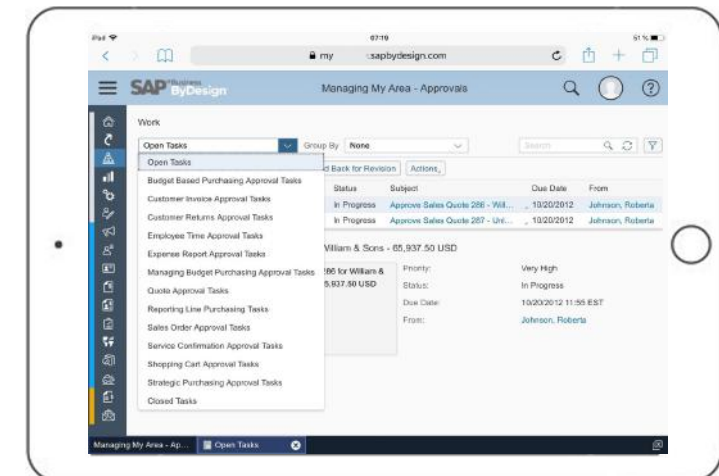 iPad 07:19 51 %
my sapbydesign.com
SAP Business ByDesign Managing My Area - Approvals
Work
Open Tasks Group By None Search
Open Tasks
Budget Based Purchasing Approval Tasks
Customer Invoice Approval Tasks
Customer Returns Approval Tasks
Employee Time Approval Tasks
Expense Report Approval Tasks
Managing Budget Purchasing Approval Tasks
Quote Approval Tasks
Reporting Line Purchasing Tasks
Sales Order Approval Tasks
Service Confirmation Approval Tasks
Shopping Cart Approval Tasks
Strategic Purchasing Approval Tasks
Closed Tasks
d Back for Revision Actions
Status Subject Due Date From
In Progress Approve Sales Quote 286 - Will... 10/20/2012 Johnson, Roberta
In Progress Approve Sales Quote 287 - Unl... 10/20/2012 Johnson, Roberta
William & Sons - 65,937.50 USD
286 for William & Priority: Very High
5,937.50 USD Status: In Progress
Due Date: 10/20/2012 11:55 EST
From: Johnson, Roberta
Managing My Area - Ap... Open Tasks